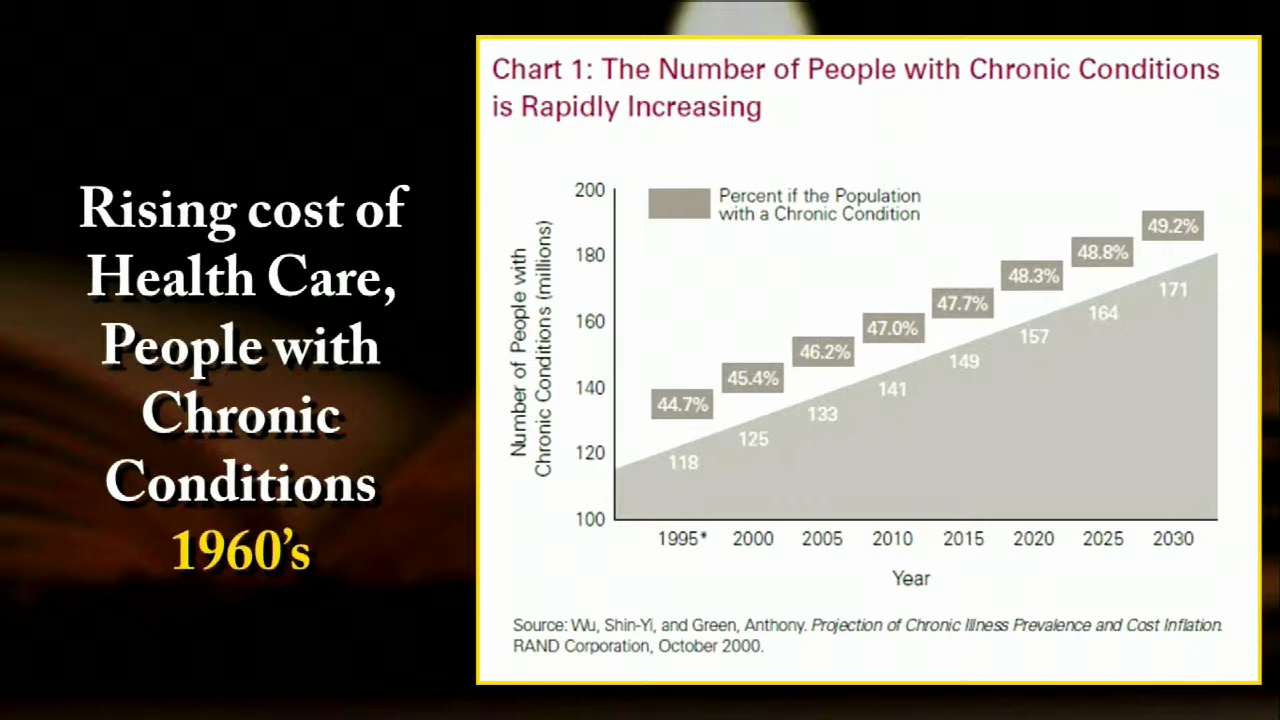 Rising cost of
Health Care,
People with
Chronic
Conditions
1960's
Chart 1: The Number of People with Chronic Conditions
is Rapidly Increasing
Percent if the Population
with a Chronic Condition
Number of People with
Chronic Conditions (millions)
200
180
160
140
120
100
44.7%
45.4%
46.2%
47.0%
47.7%
48.3%
48.8%
49.2%
118
125
133
141
149
157
164
171
1995* 2000 2005 2010 2015 2020 2025 2030
Year
Source: Wu, Shin-Yi, and Green, Anthony. Projection of Chronic Illness Prevalence and Cost Inflation.
RAND Corporation, October 2000.